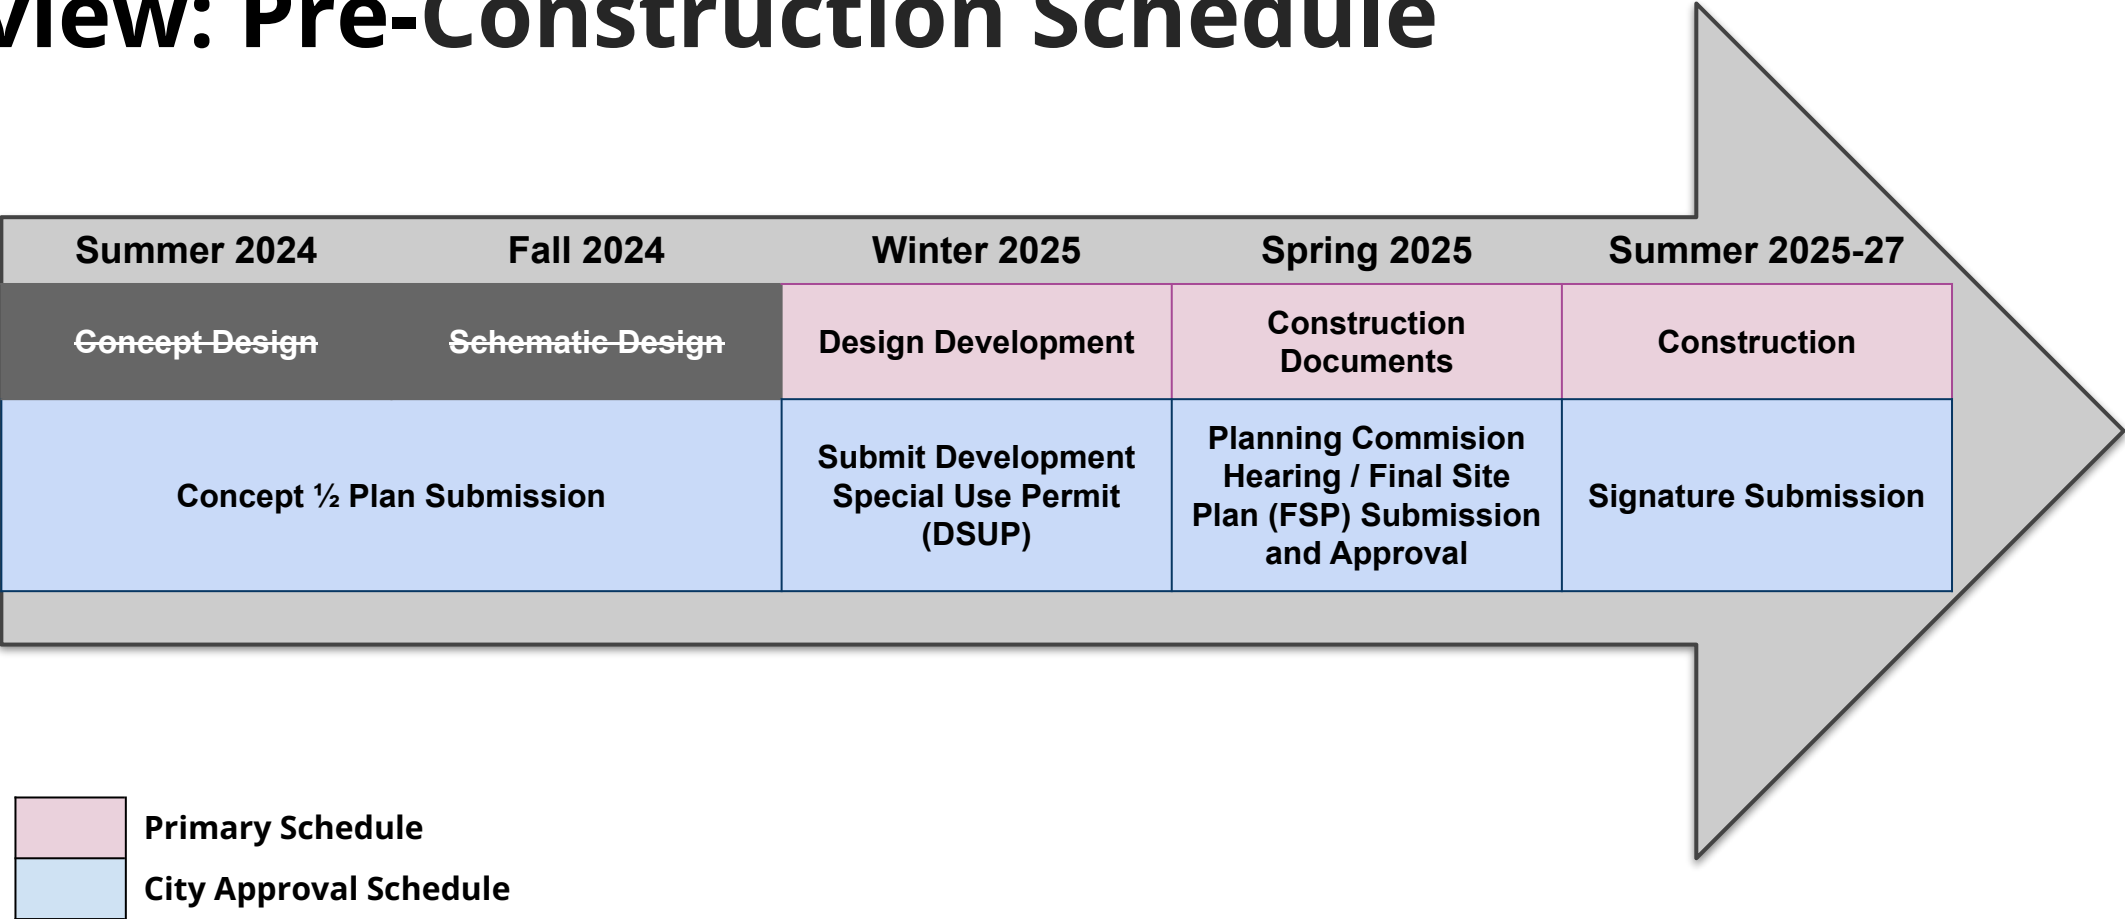 view: Pre-Construction Schedule
Summer 2024
Fall 2024
Winter 2025
Spring 2025
Summer 2025-27
Concept Design
Schematic Design
Design Development
Construction
Documents
Construction
Concept ½ Plan Submission
Submit Development
Special Use Permit
(DSUP)
Planning Commision
Hearing / Final Site
Plan (FSP) Submission
and Approval
Signature Submission
Primary Schedule
City Approval Schedule